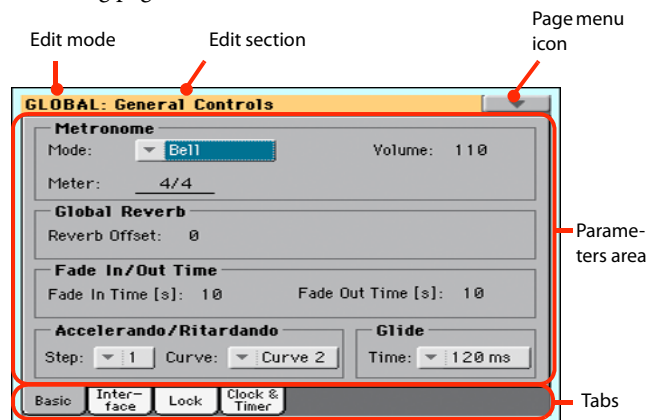 Page menu
icon
Edit mode
Edit section
GLOBAL: General Controls
Metronome
Mode: Bell Volume: 110
Meter: 4/4
Global Reverb
Reverb Offset: 0
Parame-
ters area
Fade In/Out Time
Fade In Time [s]: 10 Fade Out Time [s]: 10
Accelerando/Ritardando Glide
Step: 1 Curve: Curve 2 Time: 120 ms
Basic Inter-
face Lock Clock &
Timer
Tabs